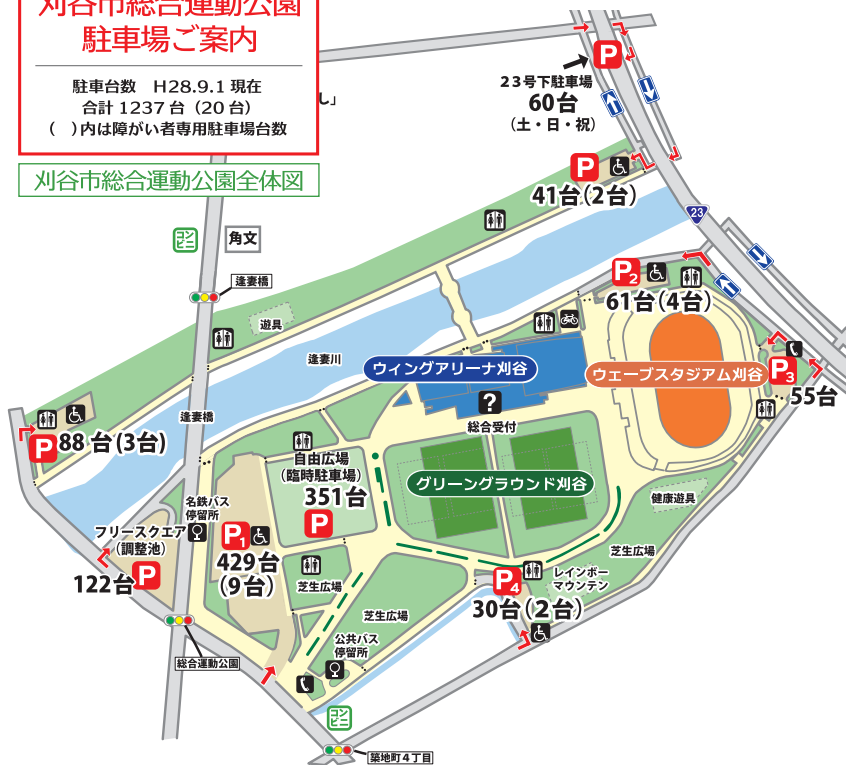 刈谷市総合運動公園
駐車場ご案内
駐車台数 H28.9.1 現在
合計 1237 台（20 台）
（ ）内は障がい者専用駐車場台数
し」
刈谷市総合運動公園全体図
P
23号下駐車場
60台
（土・日・祝）
P
41台(2台)
23
コンビニ
角文
逢妻橋
P2
61台(4台)
遊具
逢妻川
ウィングアリーナ刈谷
ウェーブスタジアム刈谷
P3
55台
?
総合受付
逢妻橋
P
88台(3台)
自由広場
（臨時駐車場）
351台
P
グリーングラウンド刈谷
健康遊具
名鉄バス
停留所
フリースクエア
（調整池）
122台
P
P1
429台
(9台)
芝生広場
芝生広場
レインボー
マウンテン
P4
30台(2台)
芝生広場
公共バス
停留所
総合運動公園
コンビニ
築地町4丁目